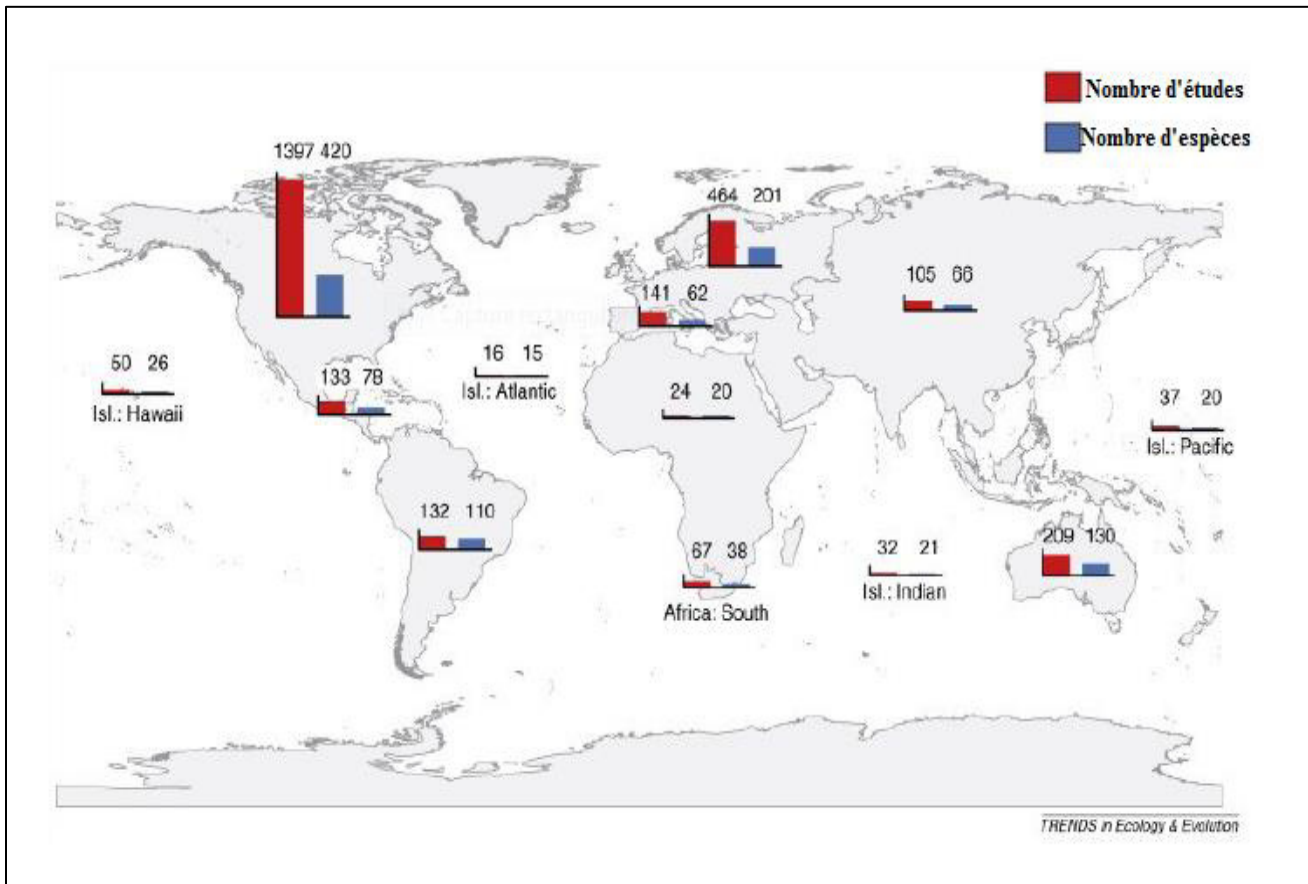 Nombre d'études
Nombre d'espèces
1397 420
464 201
105 66
141 62
50 26
Isl.: Hawaii
133 78
16 15
Isl.: Atlantic
24 20
37 20
Isl.: Pacific
132 110
67 38
Africa: South
32 21
Isl.: Indian
209 130
TRENDS in Ecology & Evolution